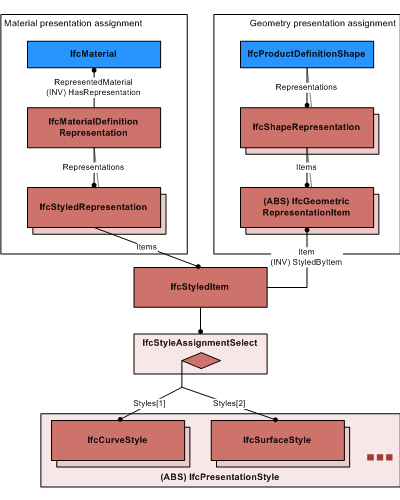 Material presentation assignment
Geometry presentation assignment
IfcMaterial
IfcProductDefinitionShape
RepresentedMaterial
(INV) HasRepresentation
Representations
IfcMaterialDefinition
Representation
IfcShapeRepresentation
Representations
Items
IfcStyledRepresentation
(ABS) IfcGeometric
RepresentationItem
Items
Item
(INV) StyledByItem
IfcStyledItem
IfcStyleAssignmentSelect
Styles[1]
Styles[2]
IfcCurveStyle
IfcSurfaceStyle
(ABS) IfcPresentationStyle